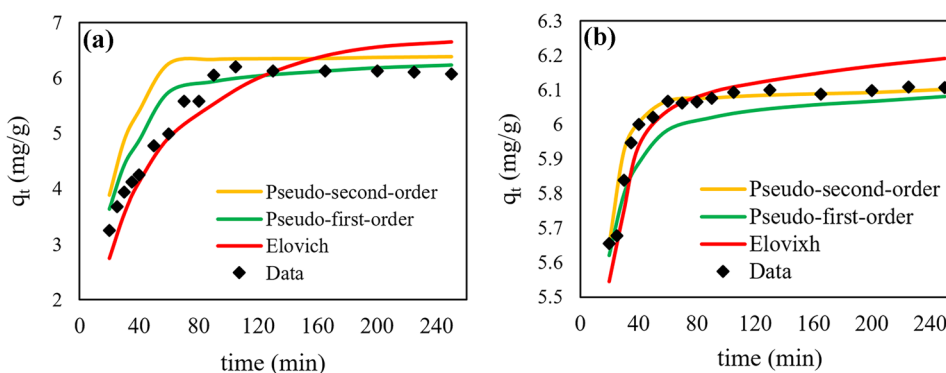 (a)
7
6
5
4
3
2
qt (mg/g)
0 40 80 120 160 200 240
time (min)
Pseudo-second-order
Pseudo-first-order
Elovich
Data
(b)
6.3
6.2
6.1
6
5.9
5.8
5.7
5.6
5.5
qt (mg/g)
0 40 80 120 160 200 240
time (min)
Pseudo-second-order
Pseudo-first-order
Elovixh
Data